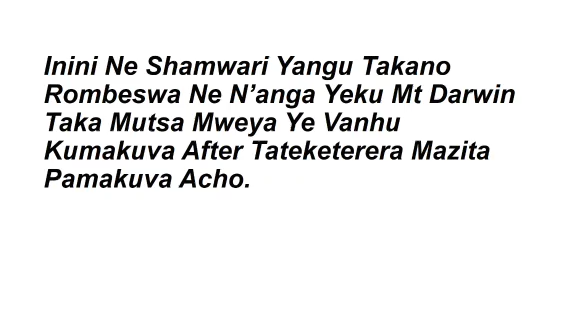 Inini Ne Shamwari Yangu Takano
Rombeswa Ne N’anga Yeku Mt Darwin
Taka Mutsa Mweya Ye Vanhu
Kumakuva After Tateketerera Mazita
Pamakuva Acho.